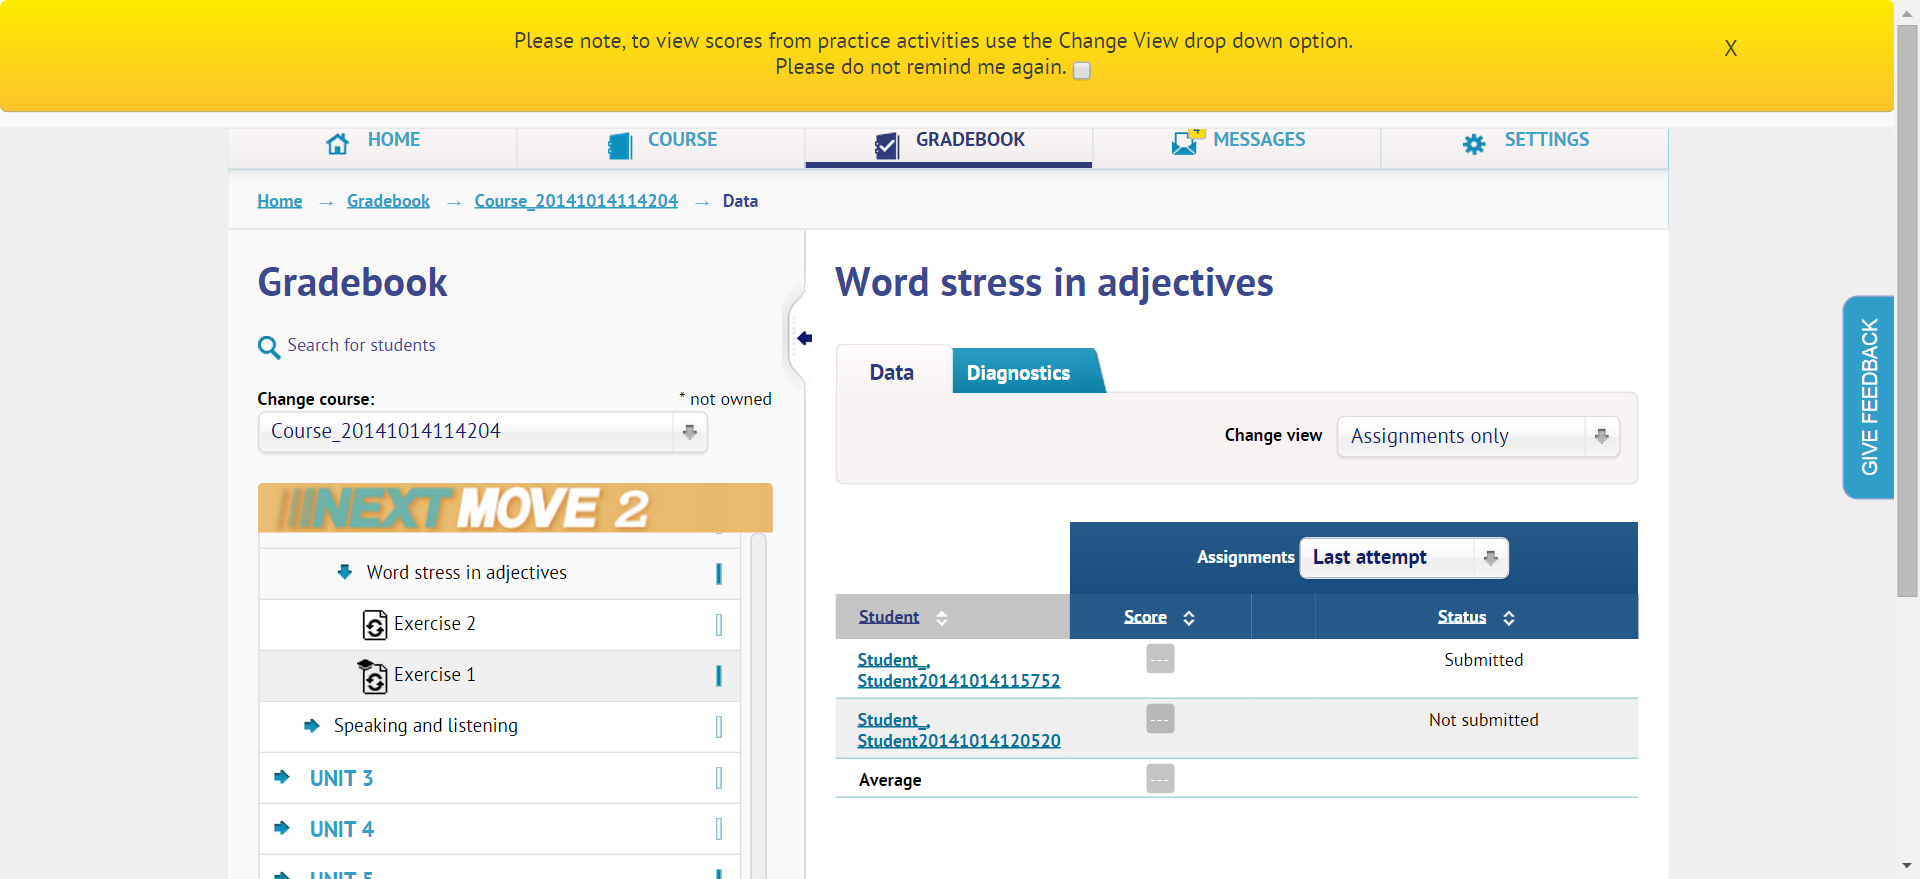 Please note, to view scores from practice activities use the Change View drop down option.
Please do not remind me again.
X
HOME
COURSE
GRADEBOOK
4
MESSAGES
SETTINGS
Home → Gradebook → Course_20141014114204 → Data
Gradebook
Search for students
Change course:
* not owned
Course_20141014114204
NEXT MOVE 2
Word stress in adjectives
Exercise 2
Exercise 1
Speaking and listening
UNIT 3
UNIT 4
UNIT 5
Word stress in adjectives
Data
Diagnostics
Change view
Assignments only
Assignments
Last attempt
Student
Score
Status
Student_,
Student20141014115752
---
Submitted
Student_,
Student20141014120520
---
Not submitted
Average
---
GIVE FEEDBACK